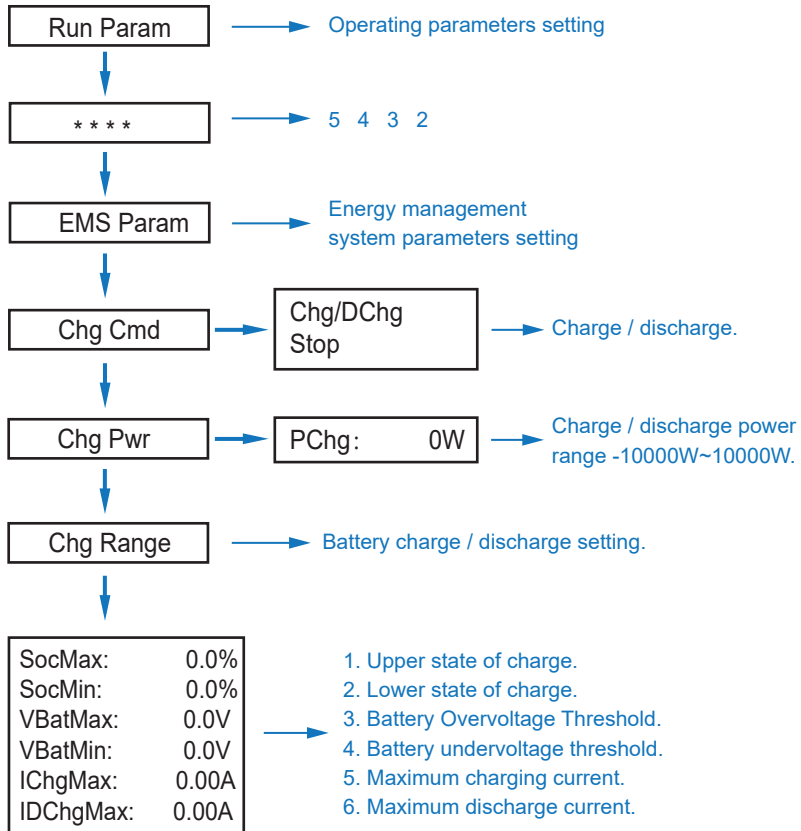 Run Param
Operating parameters setting
* * * *
5 4 3 2
EMS Param
Energy management
system parameters setting
Chg Cmd
Chg/DChg
Stop
Charge / discharge.
Chg Pwr
PChg: 0W
Charge / discharge power
range -10000W~10000W.
Chg Range
Battery charge / discharge setting.
SocMax: 0.0%
SocMin: 0.0%
VBatMax: 0.0V
VBatMin: 0.0V
IChgMax: 0.00A
IDChgMax: 0.00A
1. Upper state of charge.
2. Lower state of charge.
3. Battery Overvoltage Threshold.
4. Battery undervoltage threshold.
5. Maximum charging current.
6. Maximum discharge current.